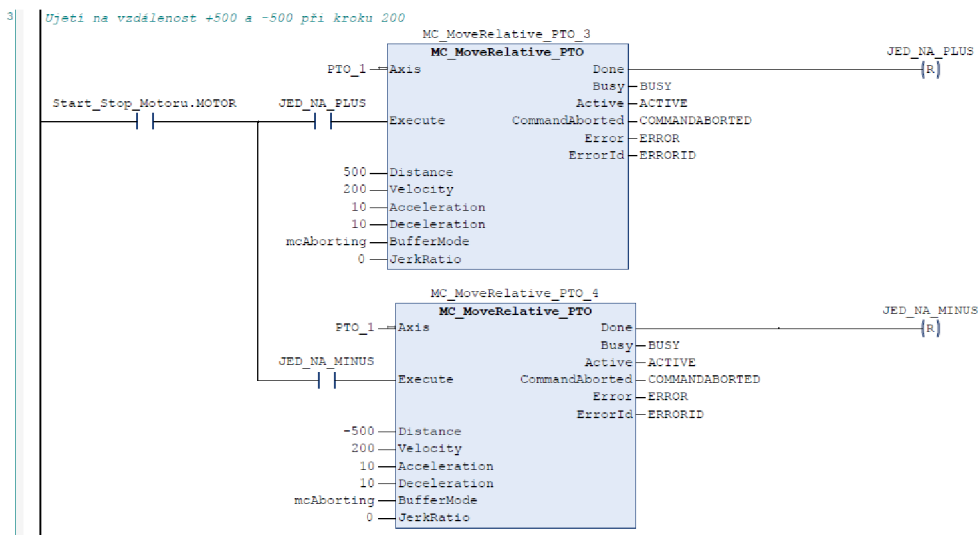 3 Ujetí na vzdálenost +500 a -500 při kroku 200
MC_MoveRelative_PTO_3
MC_MoveRelative_PTO JED_NA_PLUS
PTO_1 Axis Done (R)
Busy BUSY
Active ACTIVE
Start_Stop_Motoru.MOTOR JED_NA_PLUS
Execute CommandAborted COMMANDABORTED
Error ERROR
ErrorId ERRORID
500 Distance
200 Velocity
10 Acceleration
10 Deceleration
mcAborting BufferMode
0 JerkRatio
MC_MoveRelative_PTO_4
MC_MoveRelative_PTO JED_NA_MINUS
PTO_1 Axis Done (R)
Busy BUSY
JED_NA_MINUS Active ACTIVE
Execute CommandAborted COMMANDABORTED
Error ERROR
ErrorId ERRORID
-500 Distance
200 Velocity
10 Acceleration
10 Deceleration
mcAborting BufferMode
0 JerkRatio